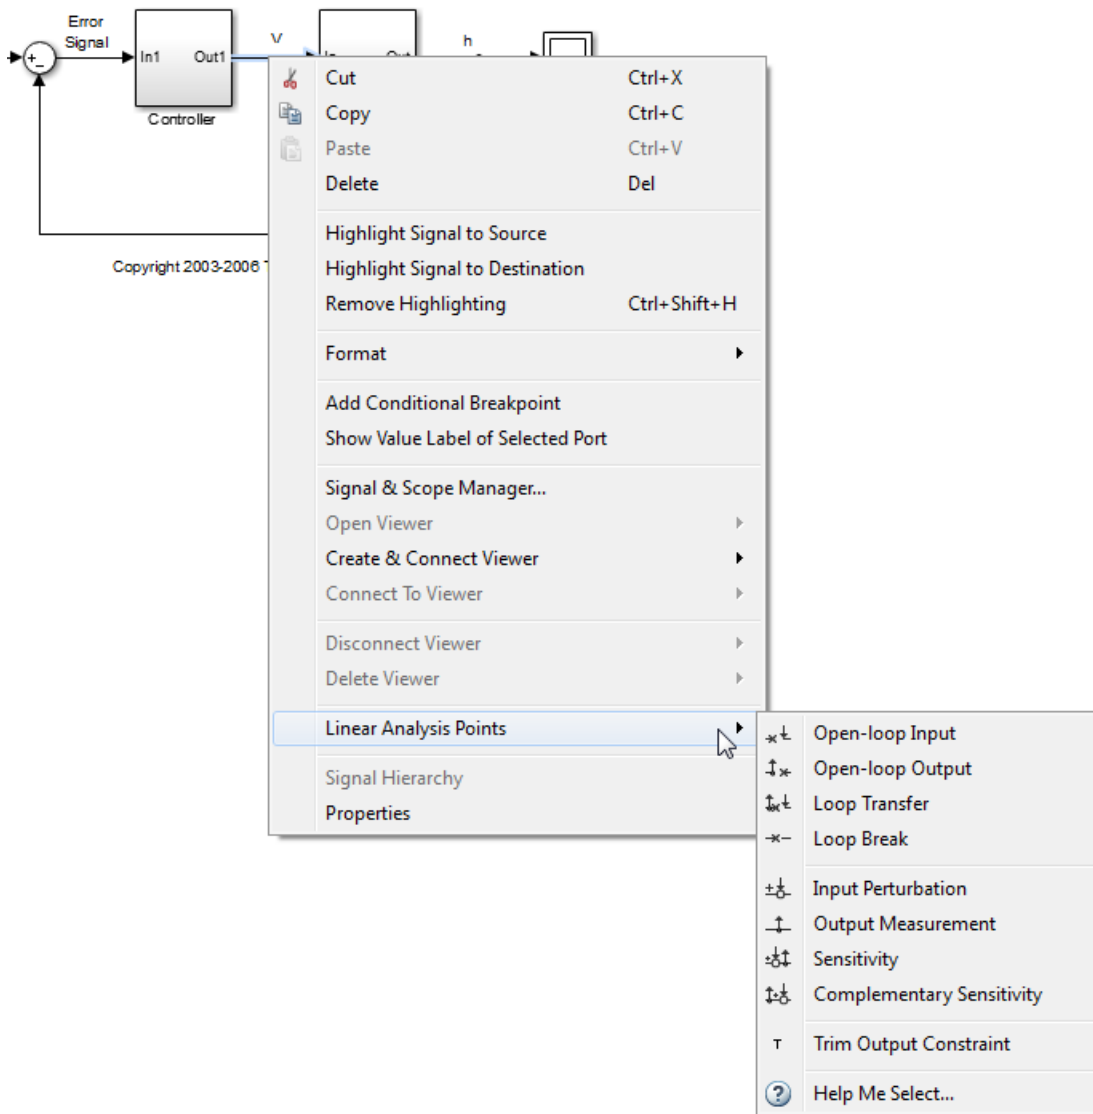 Error
Signal
V
h
+
-
In1
Out1
In
Out
Controller
Copyright 2003-2006
Cut Ctrl+X
Copy Ctrl+C
Paste Ctrl+V
Delete Del
Highlight Signal to Source
Highlight Signal to Destination
Remove Highlighting Ctrl+Shift+H
Format
Add Conditional Breakpoint
Show Value Label of Selected Port
Signal & Scope Manager...
Open Viewer
Create & Connect Viewer
Connect To Viewer
Disconnect Viewer
Delete Viewer
Linear Analysis Points
Signal Hierarchy
Properties
Open-loop Input
Open-loop Output
Loop Transfer
Loop Break
Input Perturbation
Output Measurement
Sensitivity
Complementary Sensitivity
T Trim Output Constraint
? Help Me Select...